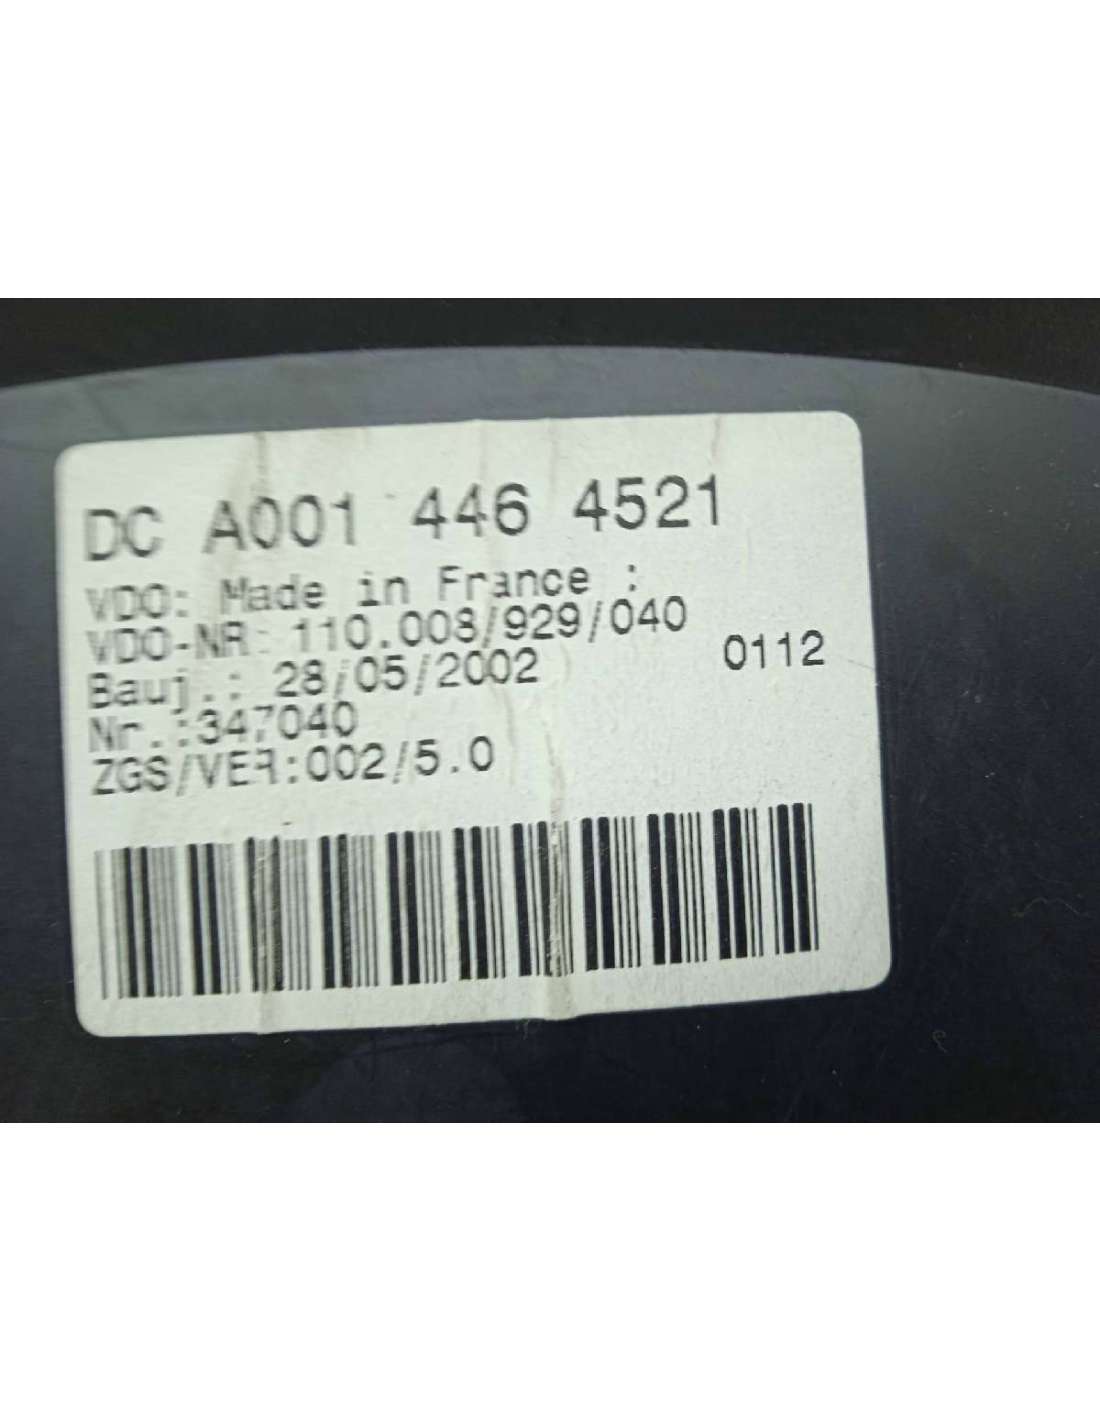 DC A001 446 4521
VDO: Made in France :
VDO-NR: 110.008/929/040
Bauj.: 28/05/2002 0112
Nr.:347040
ZGS/VER:002/5.0